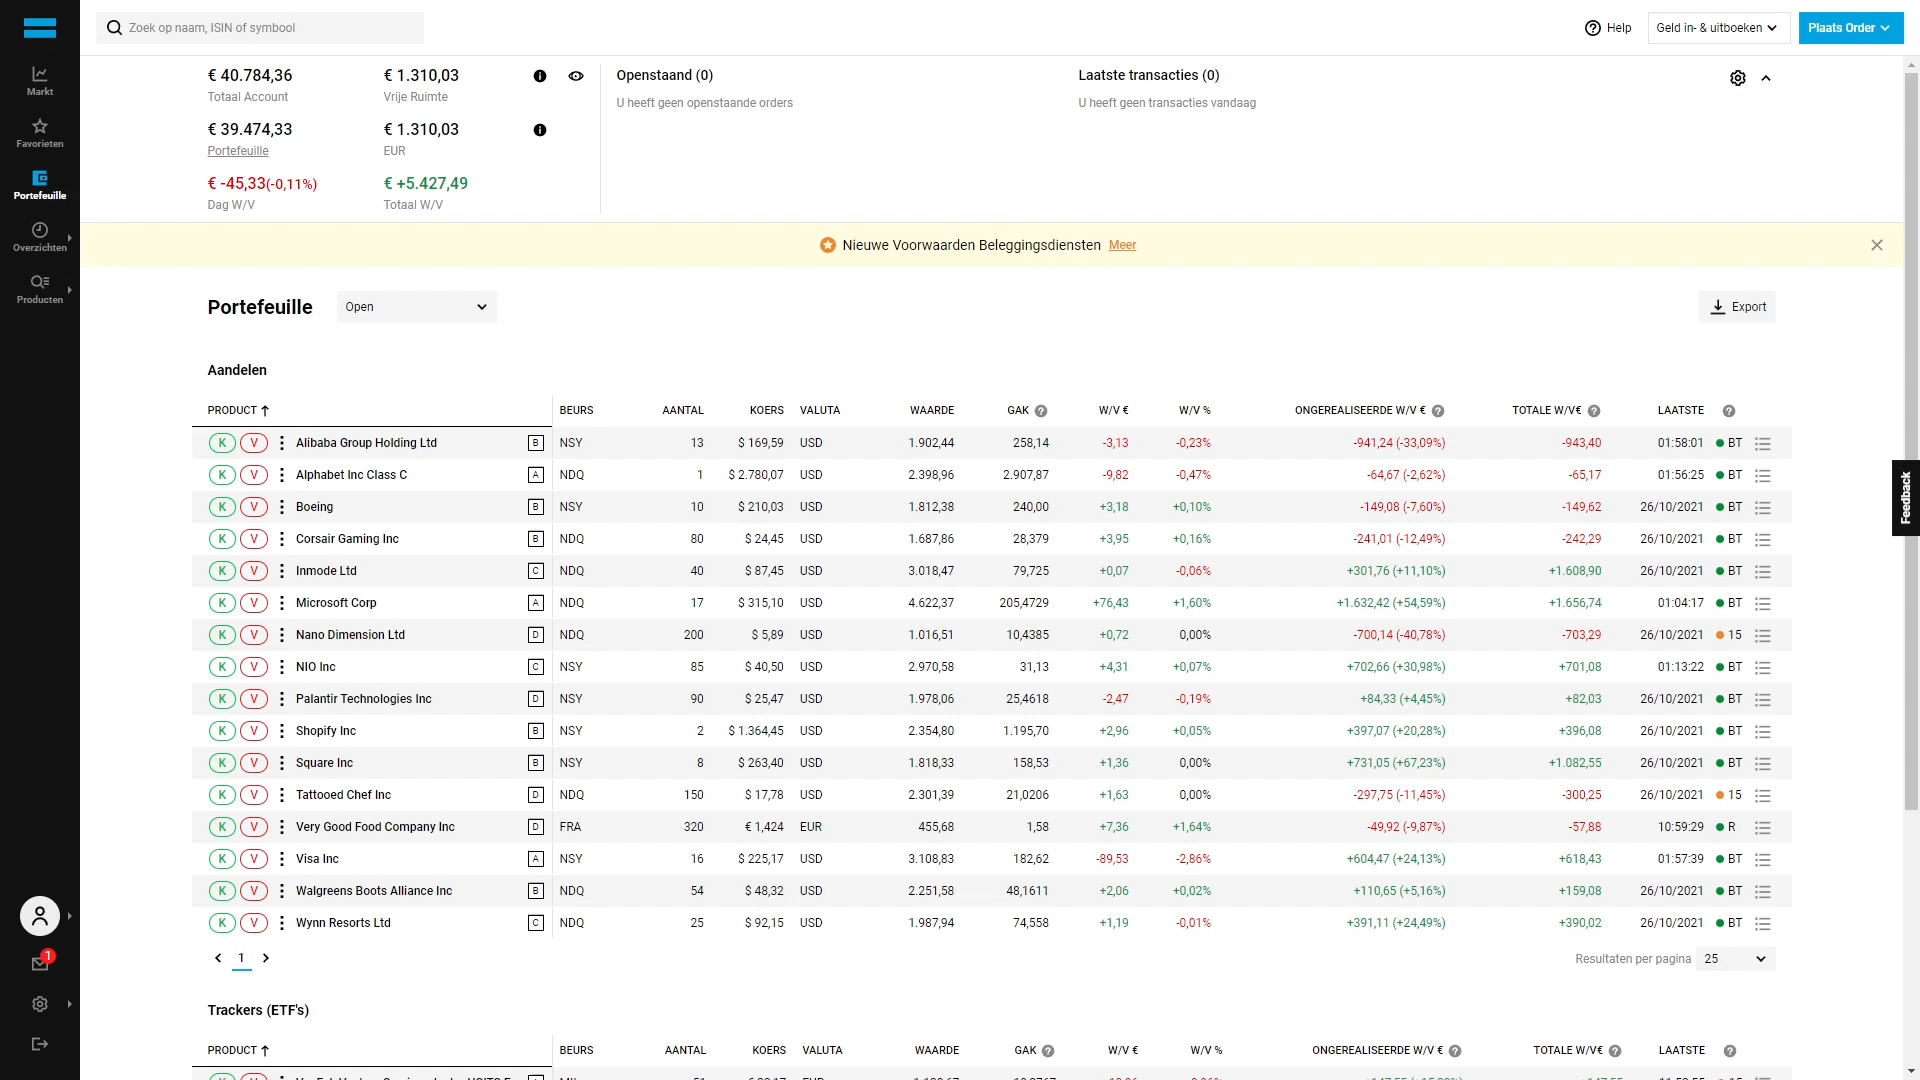 Zoek op naam, ISIN of symbool
Help
Geld in- & uitboeken
Plaats Order
Markt
Favorieten
Portefeuille
Overzichten
Producten
1
€ 40.784,36
Totaal Account
€ 1.310,03
Vrije Ruimte
€ 39.474,33
Portefeuille
€ 1.310,03
EUR
€ -45,33(-0,11%)
Dag W/V
€ +5.427,49
Totaal W/V
Openstaand (0)
U heeft geen openstaande orders
Laatste transacties (0)
U heeft geen transacties vandaag
Nieuwe Voorwaarden Beleggingsdiensten Meer
Portefeuille
Open
Export
Feedback
Aandelen
PRODUCT BEURS AANTAL KOERS VALUTA WAARDE GAK W/V € W/V % ONGEREALISEERDE W/V € TOTALE W/V€ LAATSTE
K V Alibaba Group Holding Ltd B NSY 13 $ 169,59 USD 1.902,44 258,14 -3,13 -0,23% -941,24 (-33,09%) -943,40 01:58:01 BT
K V Alphabet Inc Class C A NDQ 1 $ 2.780,07 USD 2.398,96 2.907,87 -9,82 -0,47% -64,67 (-2,62%) -65,17 01:56:25 BT
K V Boeing B NSY 10 $ 210,03 USD 1.812,38 240,00 +3,18 +0,10% -149,08 (-7,60%) -149,62 26/10/2021 BT
K V Corsair Gaming Inc B NDQ 80 $ 24,45 USD 1.687,86 28,379 +3,95 +0,16% -241,01 (-12,49%) -242,29 26/10/2021 BT
K V Inmode Ltd C NDQ 40 $ 87,45 USD 3.018,47 79,725 +0,07 -0,06% +301,76 (+11,10%) +1.608,90 26/10/2021 BT
K V Microsoft Corp A NDQ 17 $ 315,10 USD 4.622,37 205,4729 +76,43 +1,60% +1.632,42 (+54,59%) +1.656,74 01:04:17 BT
K V Nano Dimension Ltd D NDQ 200 $ 5,89 USD 1.016,51 10,4385 +0,72 0,00% -700,14 (-40,78%) -703,29 26/10/2021 15
K V NIO Inc C NSY 85 $ 40,50 USD 2.970,58 31,13 +4,31 +0,07% +702,66 (+30,98%) +701,08 01:13:22 BT
K V Palantir Technologies Inc D NSY 90 $ 25,47 USD 1.978,06 25,4618 -2,47 -0,19% +84,33 (+4,45%) +82,03 26/10/2021 BT
K V Shopify Inc B NSY 2 $ 1.364,45 USD 2.354,80 1.195,70 +2,96 +0,05% +397,07 (+20,28%) +396,08 26/10/2021 BT
K V Square Inc B NSY 8 $ 263,40 USD 1.818,33 158,53 +1,36 0,00% +731,05 (+67,23%) +1.082,55 26/10/2021 BT
K V Tattooed Chef Inc D NDQ 150 $ 17,78 USD 2.301,39 21,0206 +1,63 0,00% -297,75 (-11,45%) -300,25 26/10/2021 15
K V Very Good Food Company Inc D FRA 320 € 1,424 EUR 455,68 1,58 +7,36 +1,64% -49,92 (-9,87%) -57,88 10:59:29 R
K V Visa Inc A NSY 16 $ 225,17 USD 3.108,83 182,62 -89,53 -2,86% +604,47 (+24,13%) +618,43 01:57:39 BT
K V Walgreens Boots Alliance Inc B NDQ 54 $ 48,32 USD 2.251,58 48,1611 +2,06 +0,02% +110,65 (+5,16%) +159,08 26/10/2021 BT
K V Wynn Resorts Ltd C NDQ 25 $ 92,15 USD 1.987,94 74,558 +1,19 -0,01% +391,11 (+24,49%) +390,02 26/10/2021 BT
1
Resultaten per pagina 25
Trackers (ETF's)
PRODUCT BEURS AANTAL KOERS VALUTA WAARDE GAK W/V € W/V % ONGEREALISEERDE W/V € TOTALE W/V€ LAATSTE